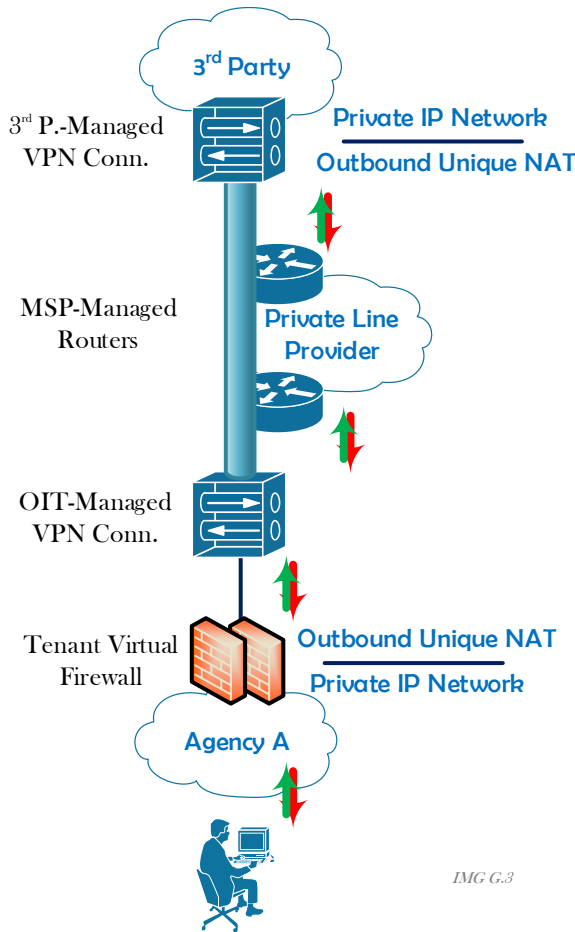 3rd Party
3rd P.-Managed
VPN Conn.
Private IP Network
Outbound Unique NAT
MSP-Managed
Routers
Private Line
Provider
OIT-Managed
VPN Conn.
Tenant Virtual
Firewall
Outbound Unique NAT
Private IP Network
Agency A
IMG G.3